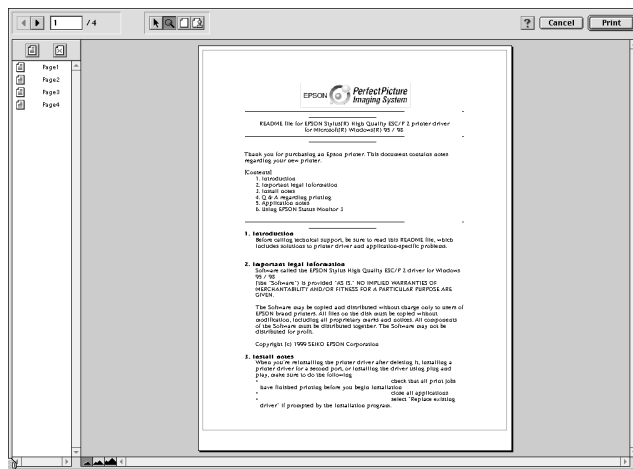 1 / 4
? Cancel Print
Page1
Page2
Page3
Page4
EPSON PerfectPicture
Imaging System
README file for EPSON Stylus(R) High Quality ESC/P 2 printer driver
for Microsoft(R) Windows(R) 95 / 98
Thank you for purchasing an Epson printer. This document contains notes
regarding your new printer.
[Contents]
1. Introduction
2. Important legal information
3. Install notes
4. Q & A regarding printing
5. Application notes
6. Using EPSON Status Monitor 3
1. Introduction
Before calling technical support, be sure to read this README file, which
includes solutions to printer driver and application-specific problems.
2. Important legal information
Software called the EPSON Stylus High Quality ESC/P 2 driver for Windows
95 / 98
(the "Software") is provided "AS IS." NO IMPLIED WARRANTIES OF
MERCHANTABILITY AND/OR FITNESS FOR A PARTICULAR PURPOSE ARE
GIVEN.
The Software may be copied and distributed without charge only to users of
EPSON brand printers. All files on the disk must be copied without
modification, including all proprietary marks and notices. All components
of the Software must be distributed together. The Software may not be
distributed for profit.
Copyright (c) 1999 SEIKO EPSON Corporation
3. Install notes
When you're reinstalling the printer driver after deleting it, installing a
printer driver for a second port, or installing the driver using plug and
play, make sure to do the following
* check that all print jobs
have finished printing before you begin installation
* close all applications
* select "Replace existing
driver" if prompted by the installation program.